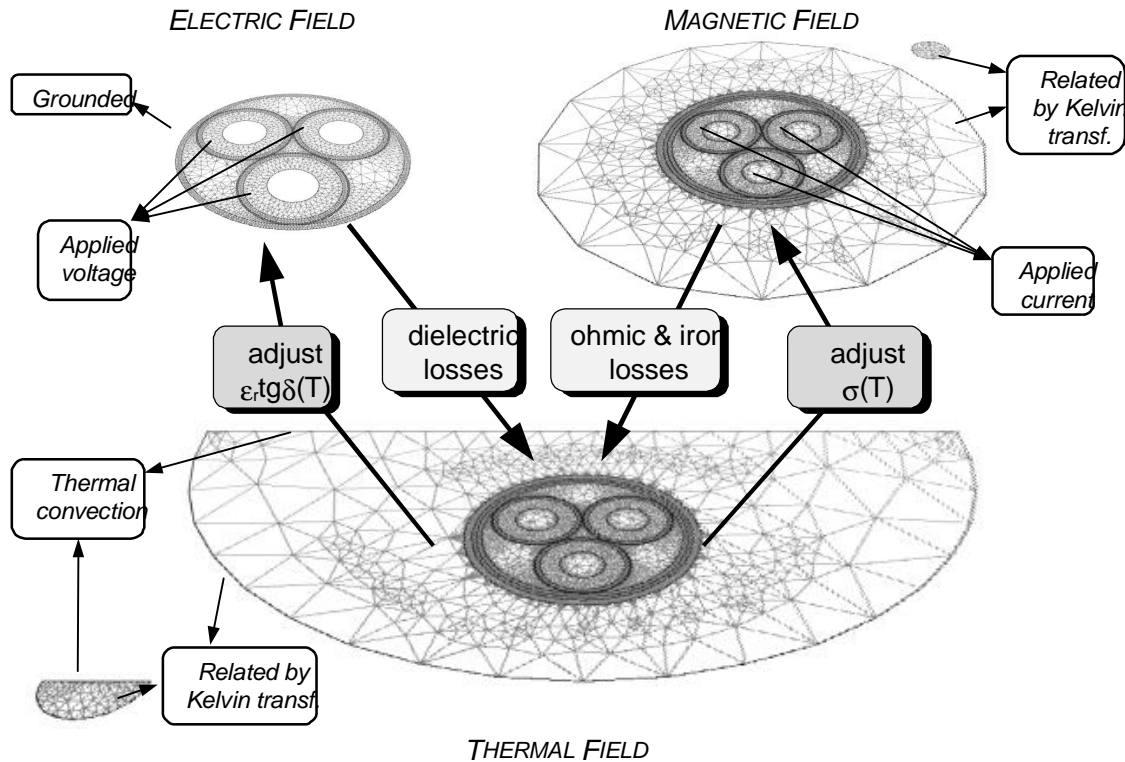 ELECTRIC FIELD
MAGNETIC FIELD
Grounded
Related
by Kelvin
transf.
Applied
voltage
Applied
current
adjust
εrtgδ(T)
dielectric
losses
ohmic & iron
losses
adjust
σ(T)
Thermal
convection
Related by
Kelvin transf.
THERMAL FIELD